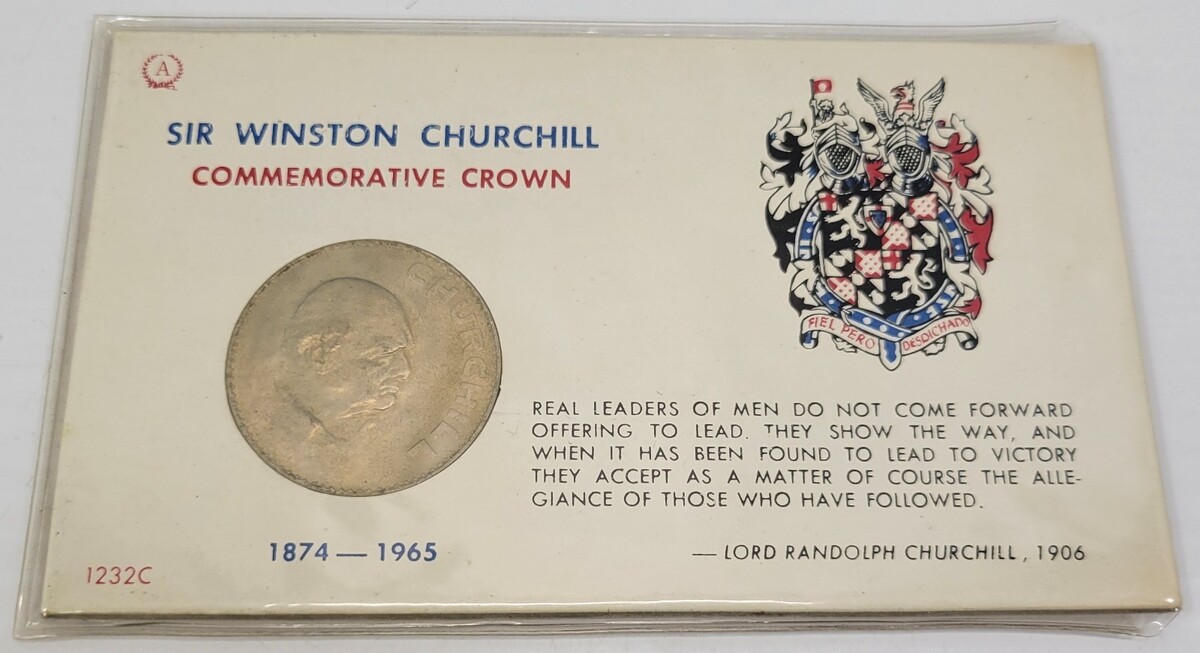 A
SIR WINSTON CHURCHILL
COMMEMORATIVE CROWN
CHURCHILL
FIEL PERO DESDICHADO
REAL LEADERS OF MEN DO NOT COME FORWARD
OFFERING TO LEAD. THEY SHOW THE WAY, AND
WHEN IT HAS BEEN FOUND TO LEAD TO VICTORY
THEY ACCEPT AS A MATTER OF COURSE THE ALLE-
GIANCE OF THOSE WHO HAVE FOLLOWED.
1874 — 1965
— LORD RANDOLPH CHURCHILL, 1906
1232C